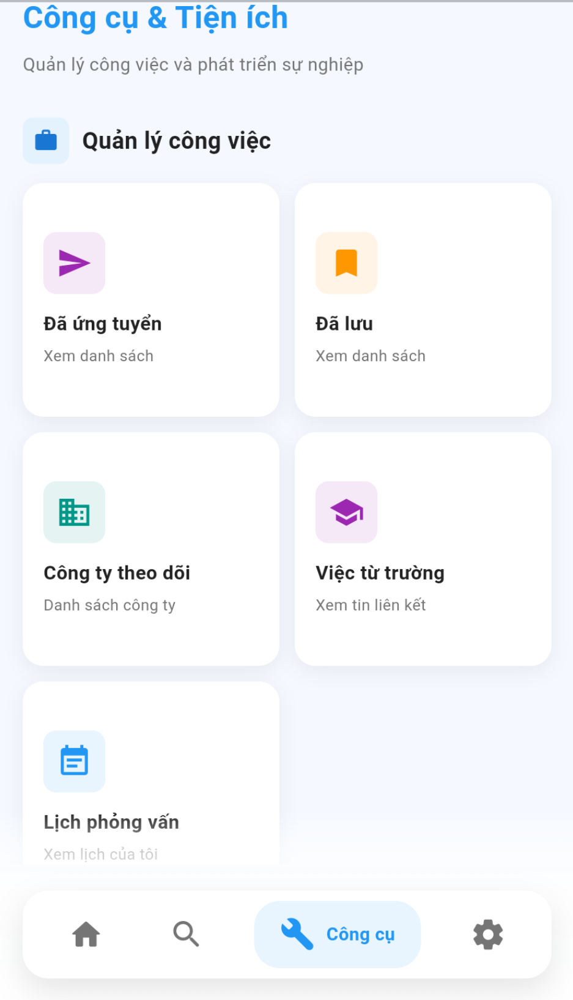 Công cụ & Tiện ích
Quản lý công việc và phát triển sự nghiệp
Quản lý công việc
Đã ứng tuyển
Xem danh sách
Đã lưu
Xem danh sách
Công ty theo dõi
Danh sách công ty
Việc từ trường
Xem tin liên kết
Lịch phỏng vấn
Xem lịch của tôi
Công cụ